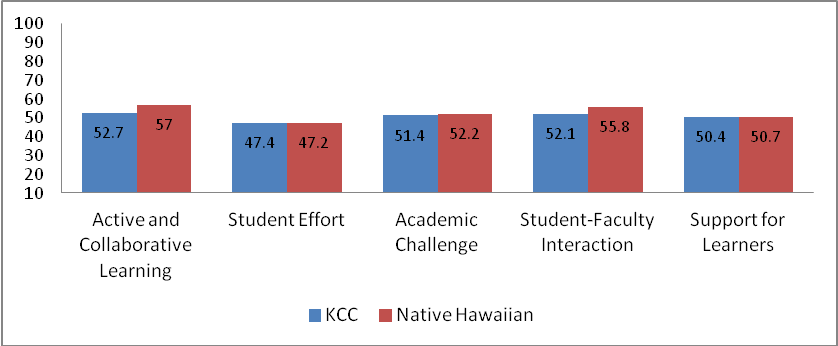 100
90
80
70
60
50
40
30
20
10
52.7
57
47.4
47.2
51.4
52.2
52.1
55.8
50.4
50.7
Active and
Collaborative
Learning
Student Effort
Academic
Challenge
Student-Faculty
Interaction
Support for
Learners
KCC
Native Hawaiian